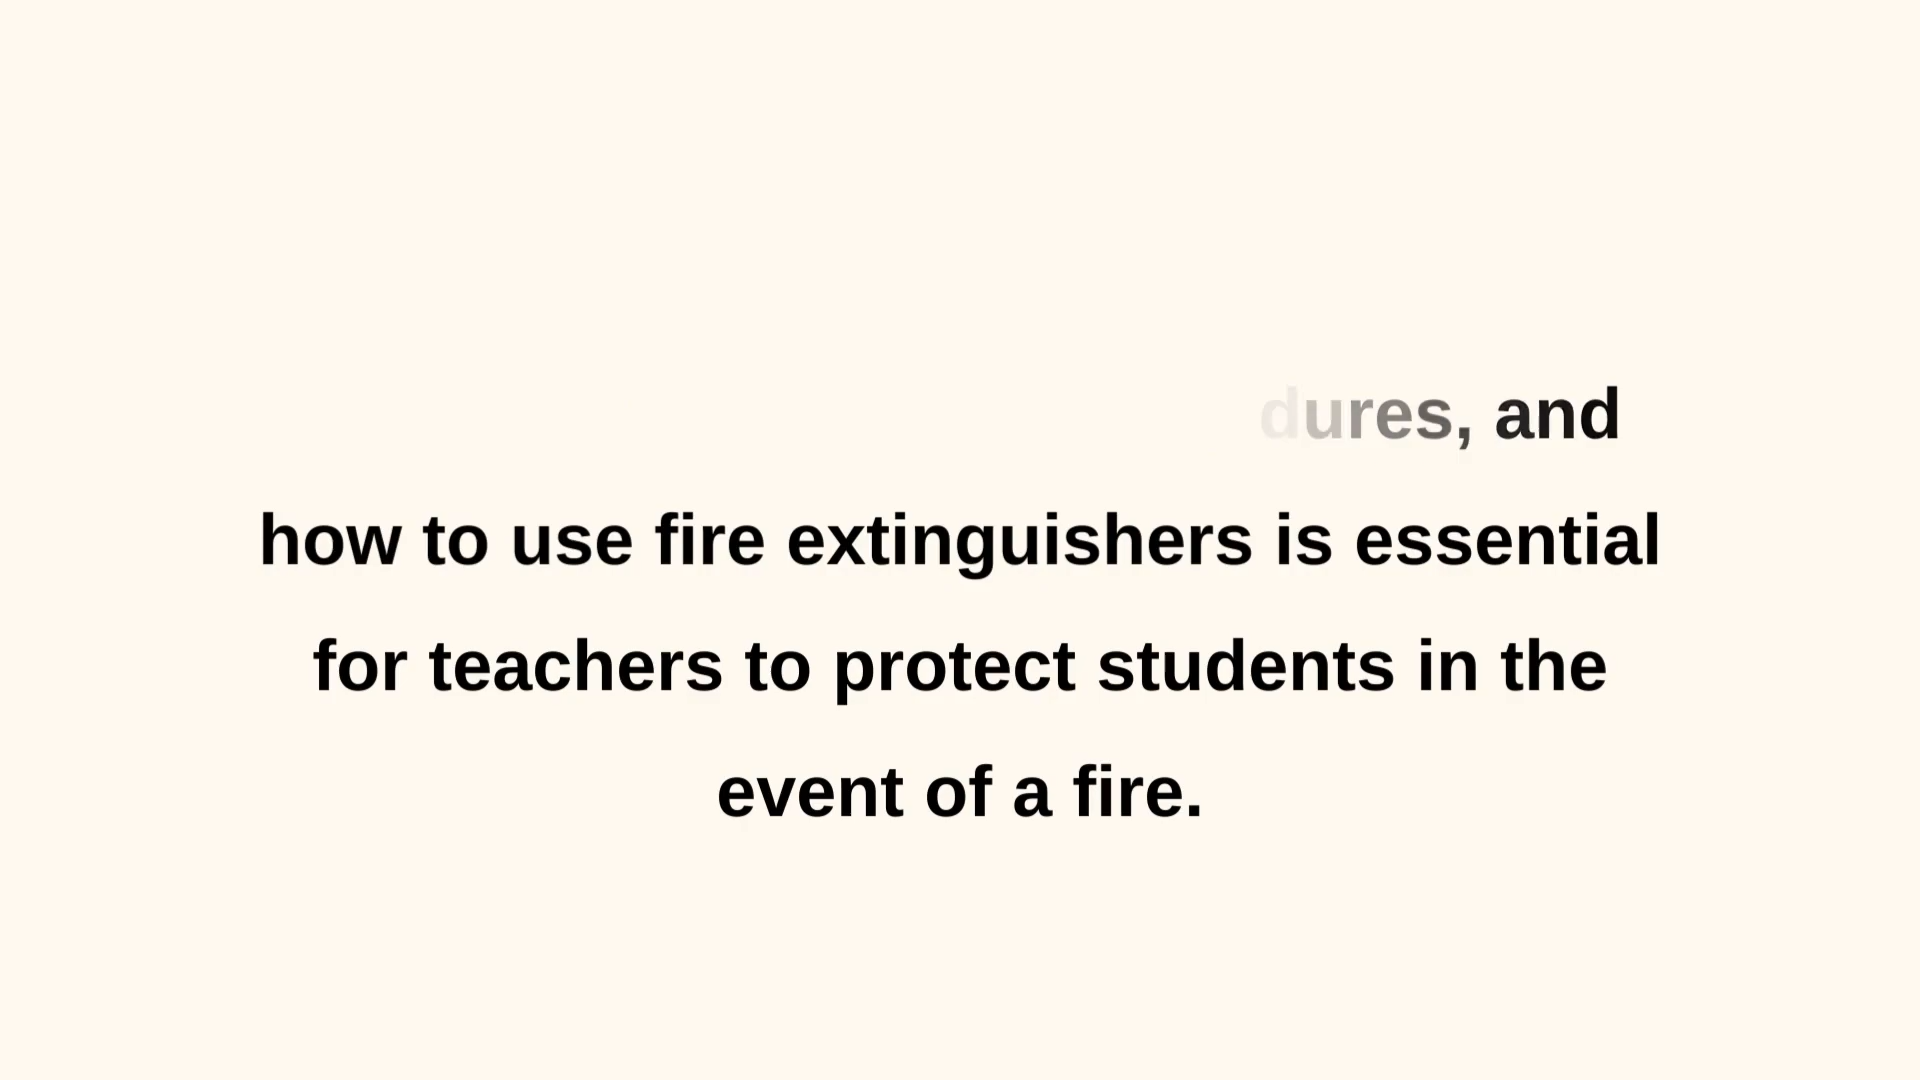 dures, and
how to use fire extinguishers is essential
for teachers to protect students in the
event of a fire.